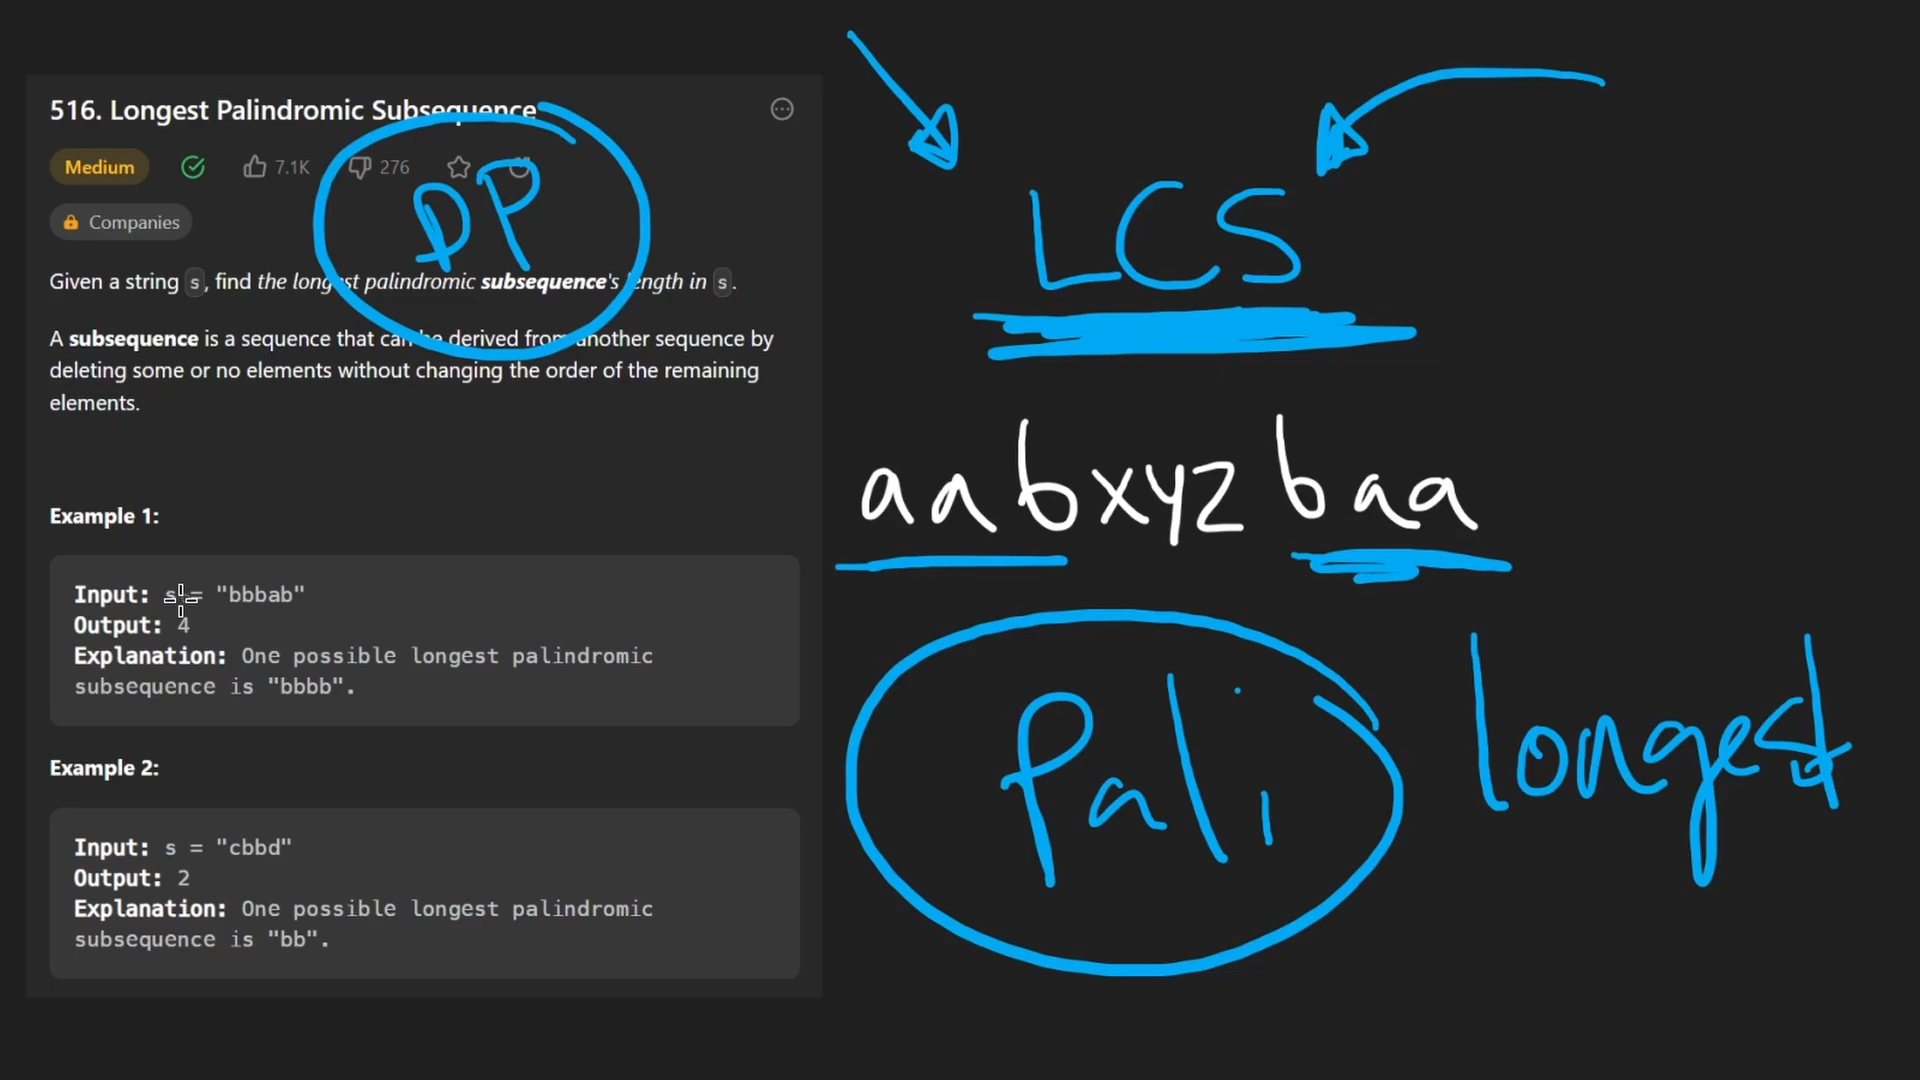 516. Longest Palindromic Subsequence
Medium 7.1K 276
DP
Companies
Given a string s, find the longest palindromic subsequence's length in s.
A subsequence is a sequence that can be derived from another sequence by
deleting some or no elements without changing the order of the remaining
elements.
Example 1:
Input: s = "bbbab"
Output: 4
Explanation: One possible longest palindromic
subsequence is "bbbb".
Example 2:
Input: s = "cbbd"
Output: 2
Explanation: One possible longest palindromic
subsequence is "bb".
LCS
aabxyzbaa
Pali
longest